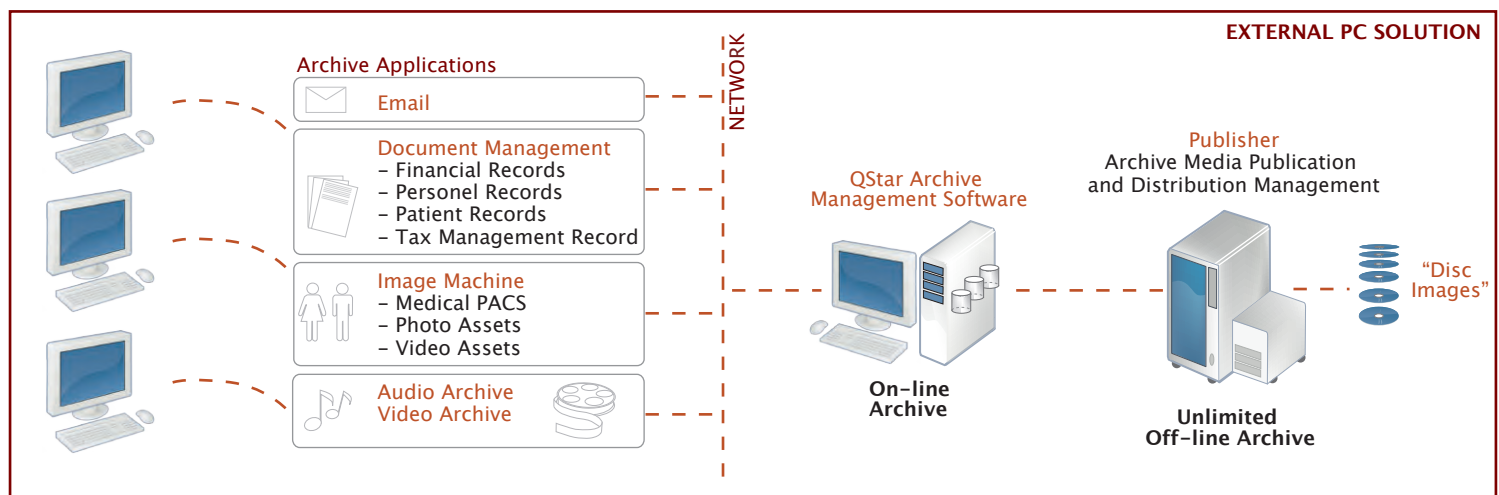 EXTERNAL PC SOLUTION
Archive Applications
Email
Document Management
– Financial Records
– Personel Records
– Patient Records
– Tax Management Record
Image Machine
– Medical PACS
– Photo Assets
– Video Assets
Audio Archive
Video Archive
NETWORK
QStar Archive
Management Software
On-line
Archive
Publisher
Archive Media Publication
and Distribution Management
Unlimited
Off-line Archive
“Disc
Images”